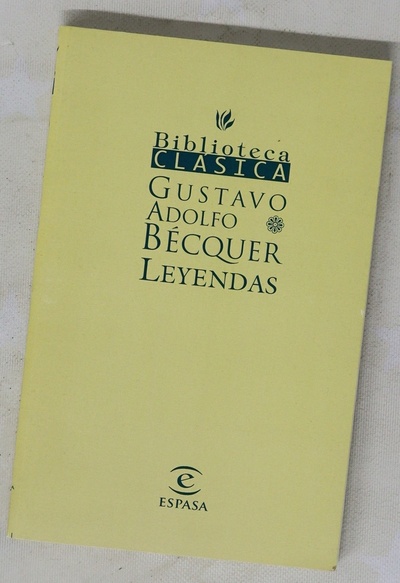 Biblioteca
CLÁSICA
GUSTAVO
ADOLFO
BÉCQUER
LEYENDAS
e
ESPASA